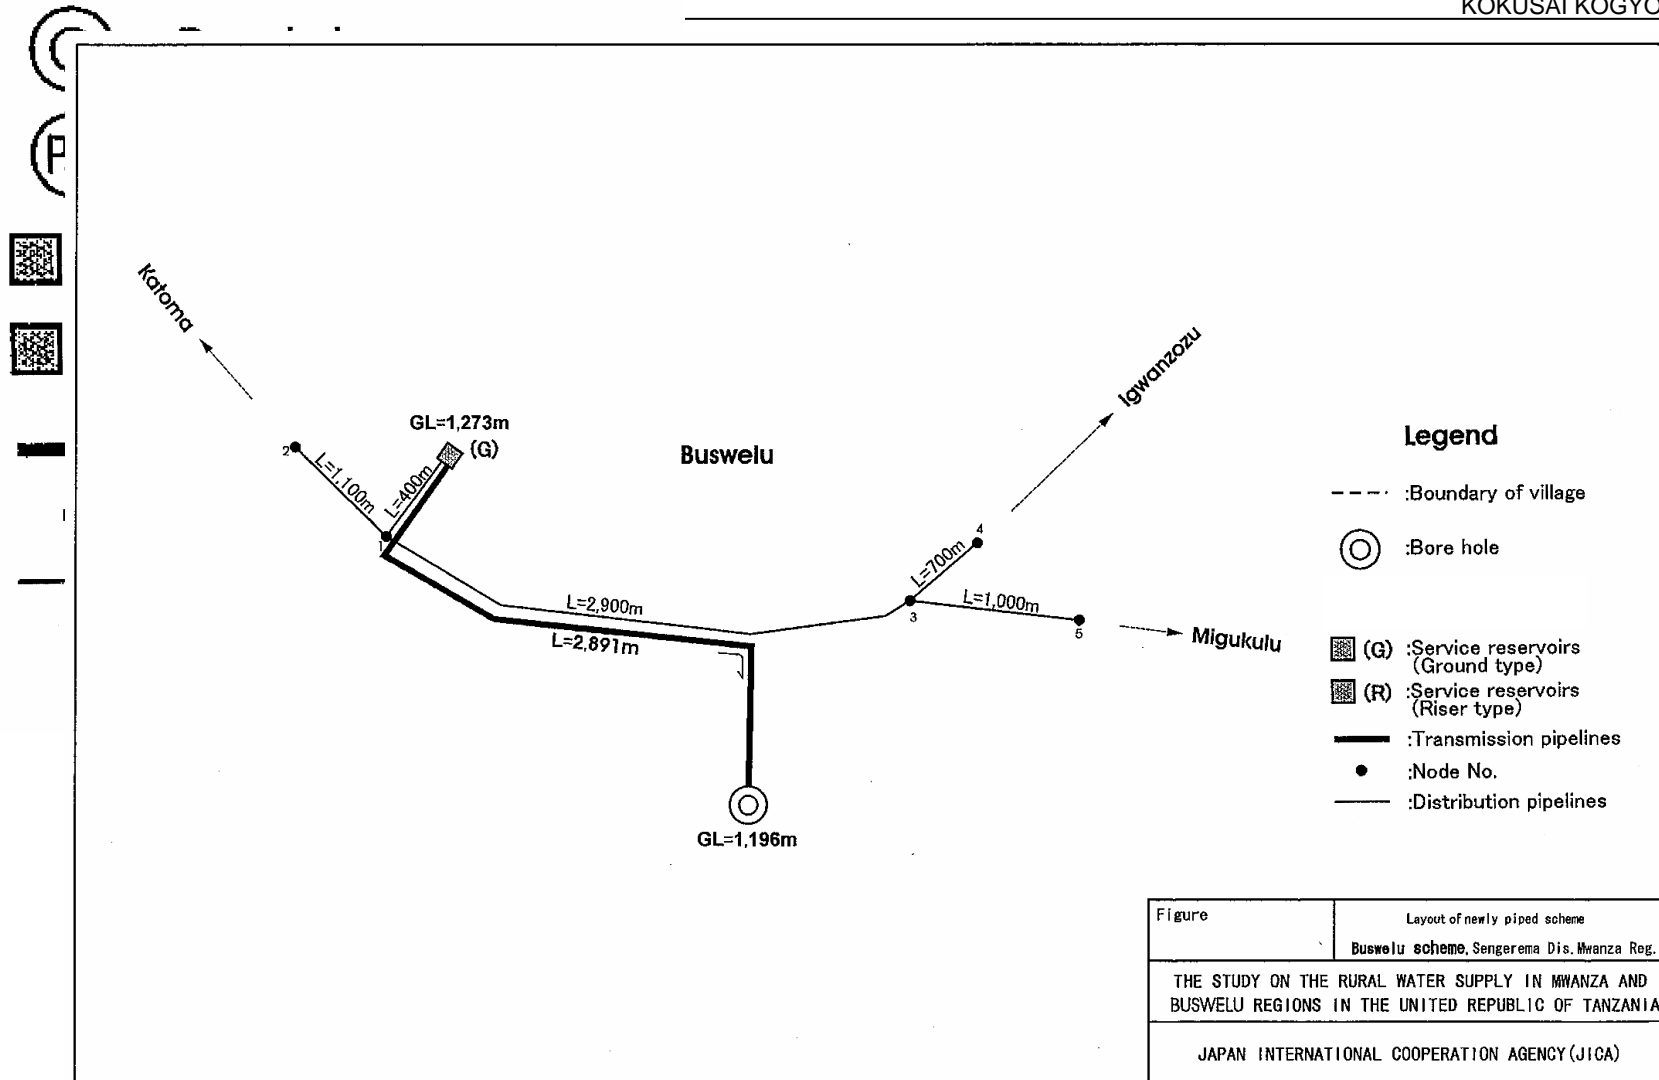 KOKUSAI KOGYO
Katoma
GL=1,273m
(G)
2
L=1,100m
L=400m
1
Buswelu
Igwanzozu
4
L=700m
L=2,900m
L=2,891m
L=1,000m
3
5
Migukulu
GL=1,196m
Legend
:Boundary of village
:Bore hole
(G) :Service reservoirs
(Ground type)
(R) :Service reservoirs
(Riser type)
:Transmission pipelines
:Node No.
:Distribution pipelines
Figure
Layout of newly piped scheme
Buswelu scheme, Sengerema Dis. Mwanza Reg.
THE STUDY ON THE RURAL WATER SUPPLY IN MWANZA AND
BUSWELU REGIONS IN THE UNITED REPUBLIC OF TANZANIA
JAPAN INTERNATIONAL COOPERATION AGENCY(JICA)